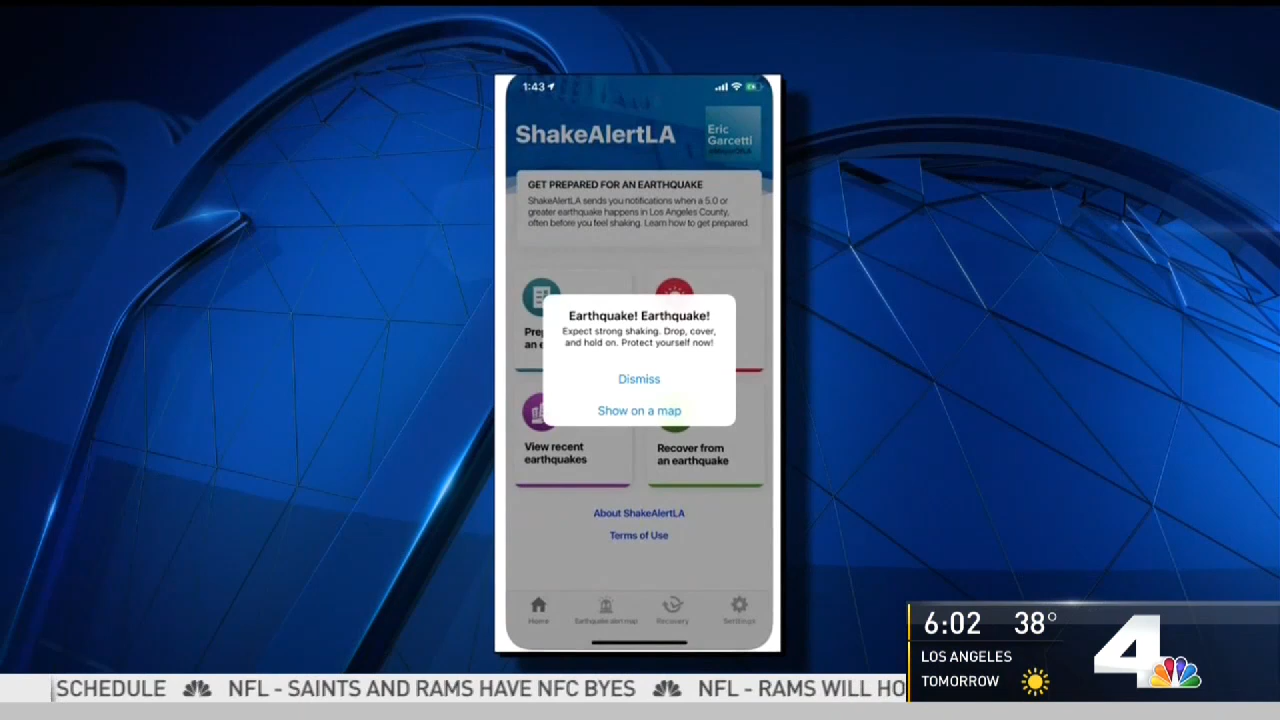 1:43
ShakeAlertLA
Eric
Garcetti
GET PREPARED FOR AN EARTHQUAKE
ShakeAlertLA sends you notifications when a 5.0 or
greater earthquake happens in Los Angeles County,
often before you feel shaking. Learn how to get prepared.
Earthquake! Earthquake!
Expect strong shaking. Drop, cover,
and hold on. Protect yourself now!
Dismiss
Show on a map
View recent
earthquakes
Recover from
an earthquake
About ShakeAlertLA
Terms of Use
Home
Earthquake alert map
Recovery
Settings
6:02 38°
LOS ANGELES
TOMORROW
4
SCHEDULE NFL - SAINTS AND RAMS HAVE NFC BYES NFL - RAMS WILL HO